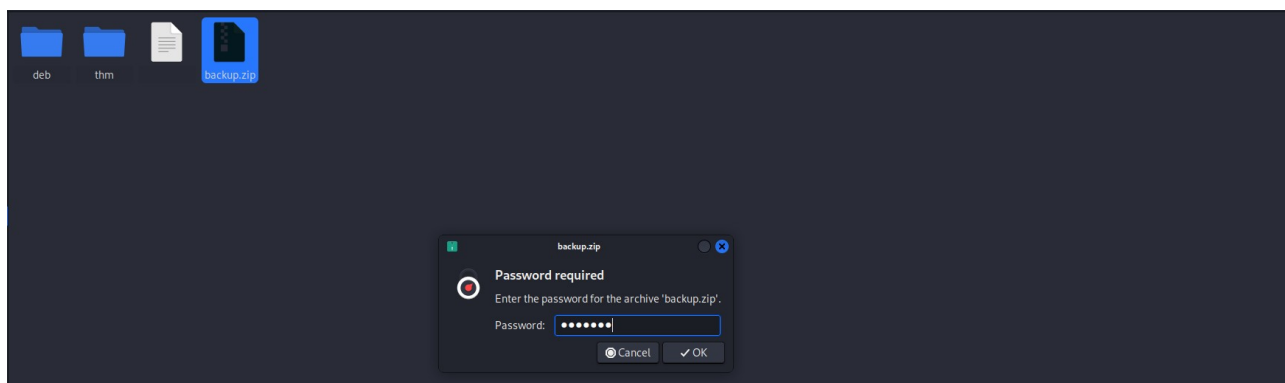 deb
thm
backup.zip
backup.zip
Password required
Enter the password for the archive 'backup.zip'.
Password: •••••••
Cancel
OK